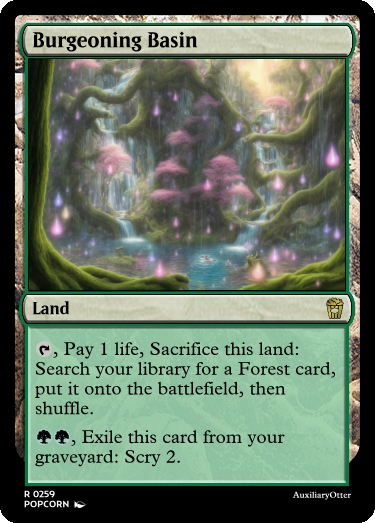 Burgeoning Basin
Land
, Pay 1 life, Sacrifice this land:
Search your library for a Forest card,
put it onto the battlefield, then
shuffle.
, Exile this card from your
graveyard: Scry 2.
R 0259
POPCORN
AuxiliaryOtter